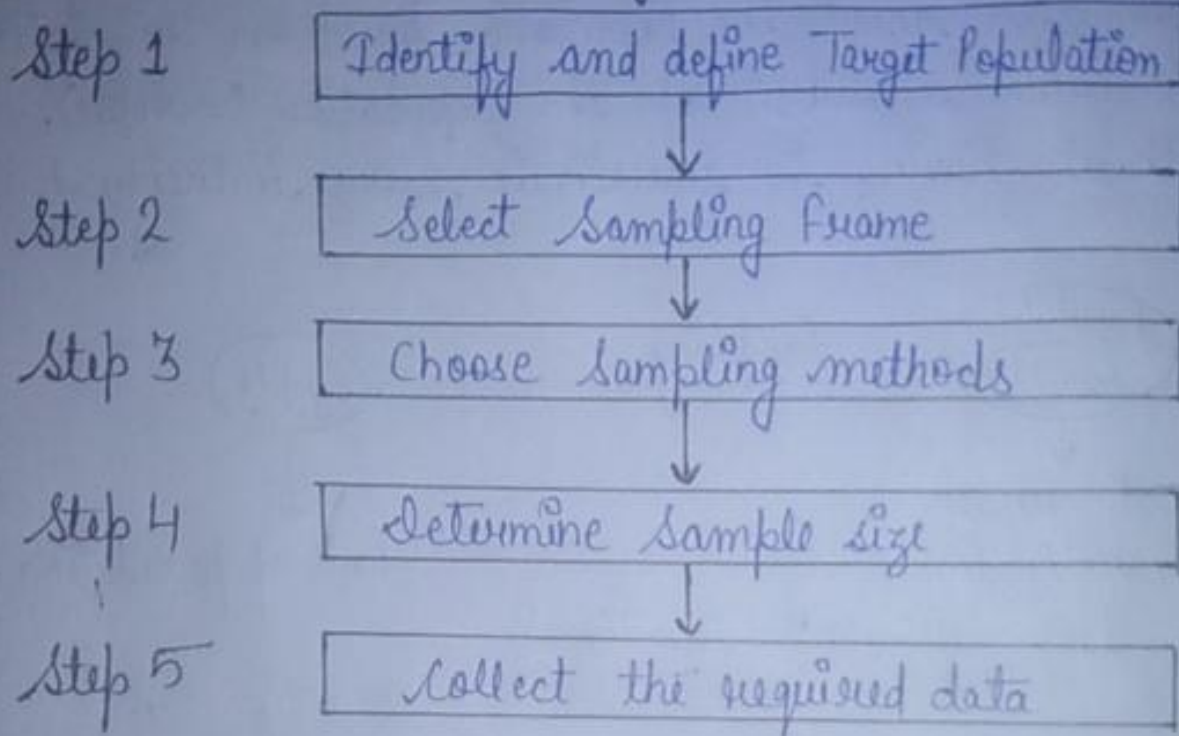 Step 1 Identify and define Target Population
Step 2 Select Sampling frame
Step 3 Choose Sampling methods
Step 4 Determine Sample size
Step 5 Collect the required data